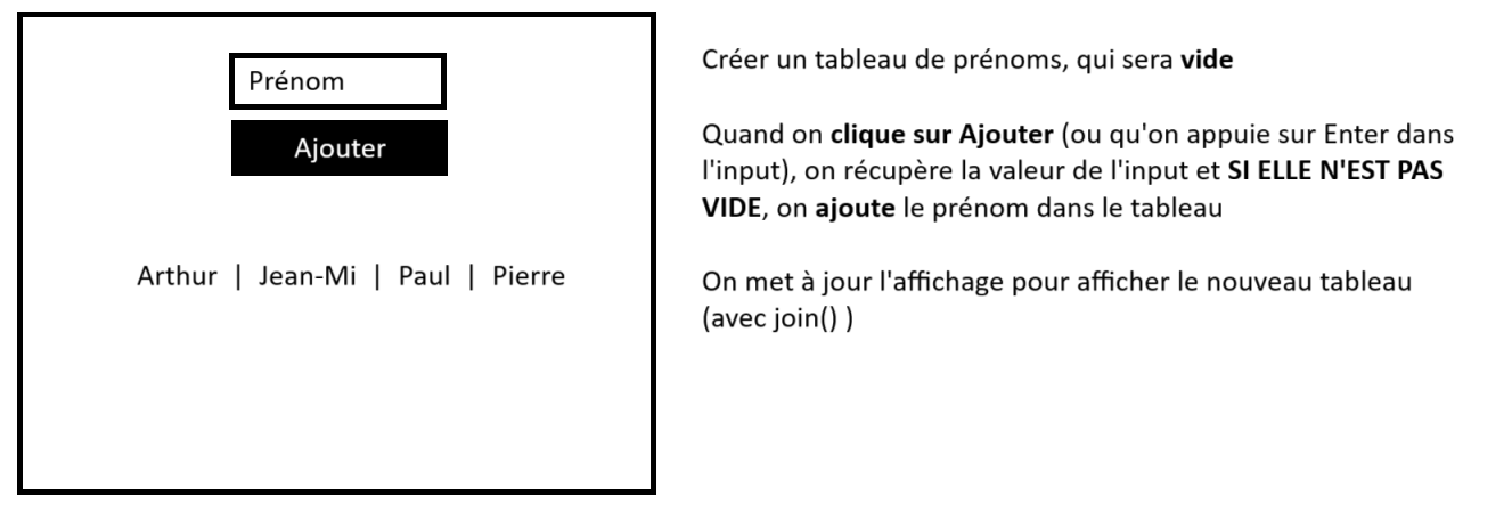 Prénom
Ajouter
Arthur | Jean-Mi | Paul | Pierre
Créer un tableau de prénoms, qui sera vide
Quand on clique sur Ajouter (ou qu'on appuie sur Enter dans
l'input), on récupère la valeur de l'input et SI ELLE N'EST PAS
VIDE, on ajoute le prénom dans le tableau
On met à jour l'affichage pour afficher le nouveau tableau
(avec join() )